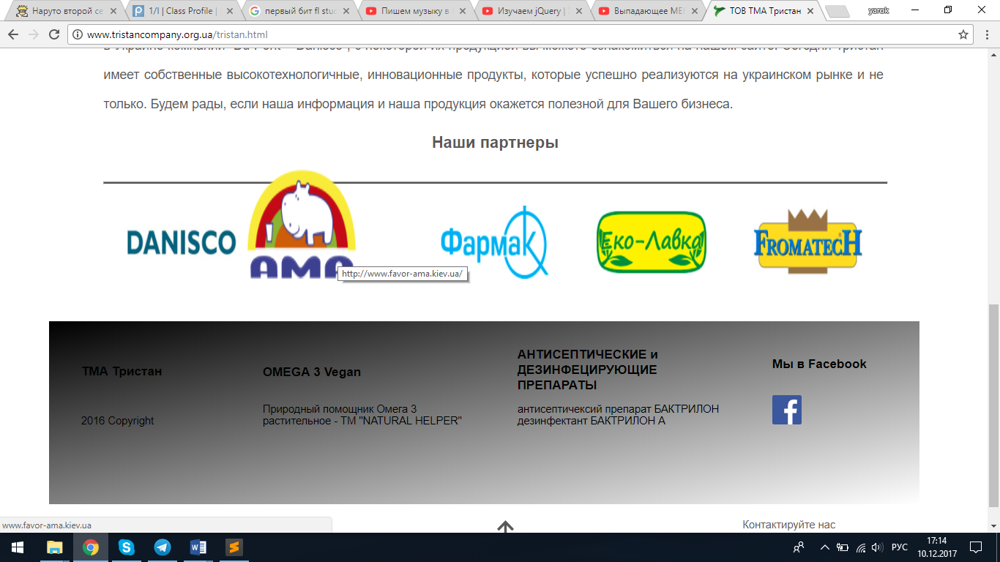 Наруто второй се
1/I | Class Profile |
первый бит fl stud
Пишем музыку в
Изучаем jQuery |
Выпадающее МЕ
ТОВ ТМА Тристан
yarok
www.tristancompany.org.ua/tristan.html
имеет собственные высокотехнологичные, инновационные продукты, которые успешно реализуются на украинском рынке и не
только. Будем рады, если наша информация и наша продукция окажется полезной для Вашего бизнеса.
Наши партнеры
DANISCO
АМА
ФармаК
Еко-Лавка
FROMATECH
http://www.favor-ama.kiev.ua/
ТМА Тристан
2016 Copyright
OMEGA 3 Vegan
Природный помощник Омега 3
растительное - ТМ "NATURAL HELPER"
АНТИСЕПТИЧЕСКИЕ и
ДЕЗИНФЕЦИРУЮЩИЕ
ПРЕПАРАТЫ
антисептичексий препарат БАКТРИЛОН
дезинфектант БАКТРИЛОН А
Мы в Facebook
f
www.favor-ama.kiev.ua
Контактируйте нас
РУС
17:14
10.12.2017